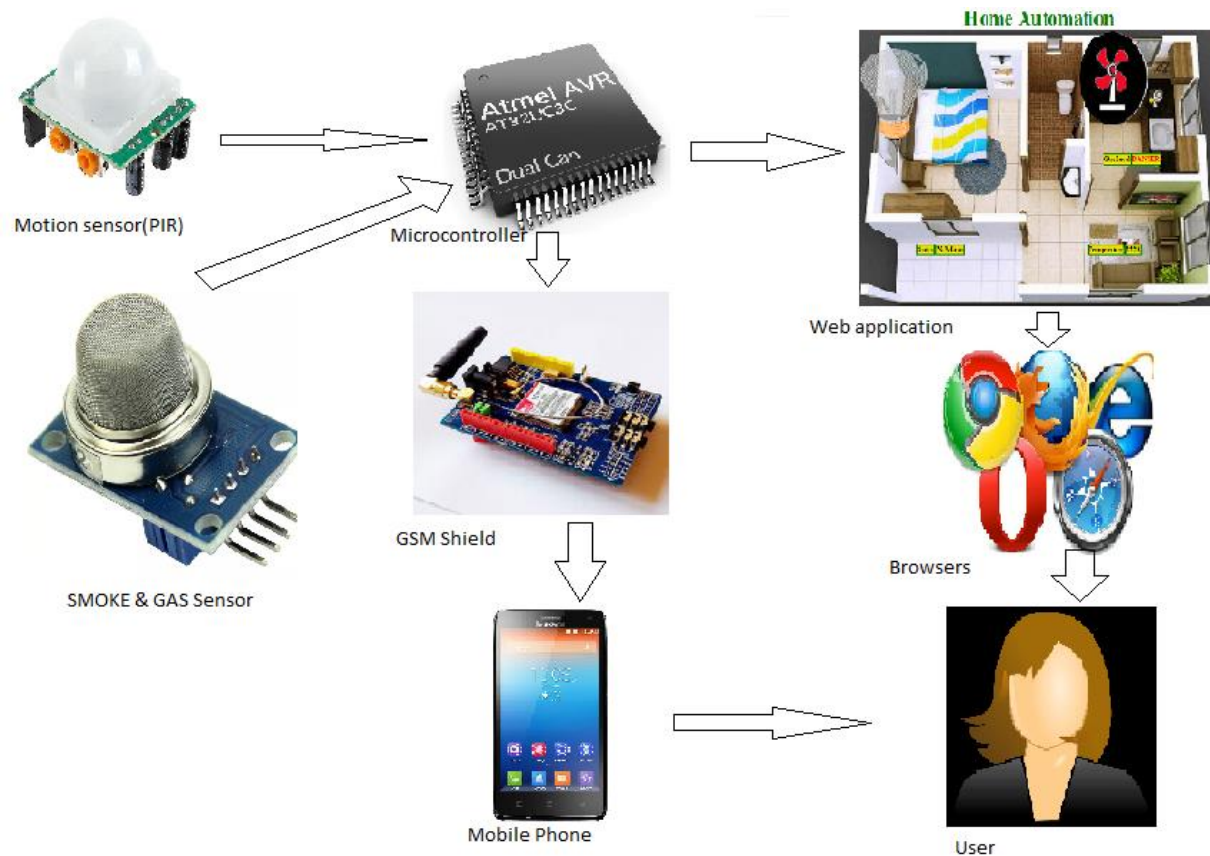 Home Automation
Atmel AVR
AT32UC3C
Dual Can
Motion sensor(PIR)
Microcontroller
Web application
GSM Shield
SMOKE & GAS Sensor
Browsers
Mobile Phone
User